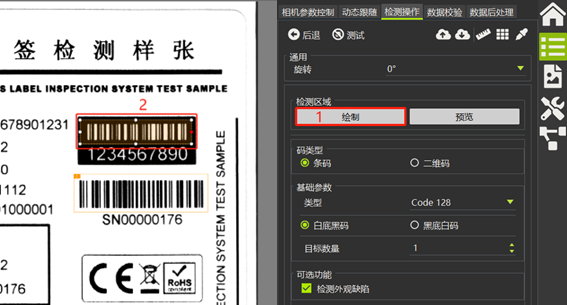 签 检 测 样 张
S LABEL INSPECTION SYSTEM TEST SAMPLE
2
678901231
2
0
1112
01000001
1234567890
SN00000176
SYSTEM TEST SAMPLE
2
00176
CE
RoHS
compliant
相机参数控制 动态跟随 检测操作 数据校验 数据后处理
后退 测试
通用
旋转 0°
检测区域
1 绘制 预览
码类型
条码 二维码
基础参数
类型 Code 128
白底黑码 黑底白码
目标数量 1
可选功能
检测外观缺陷